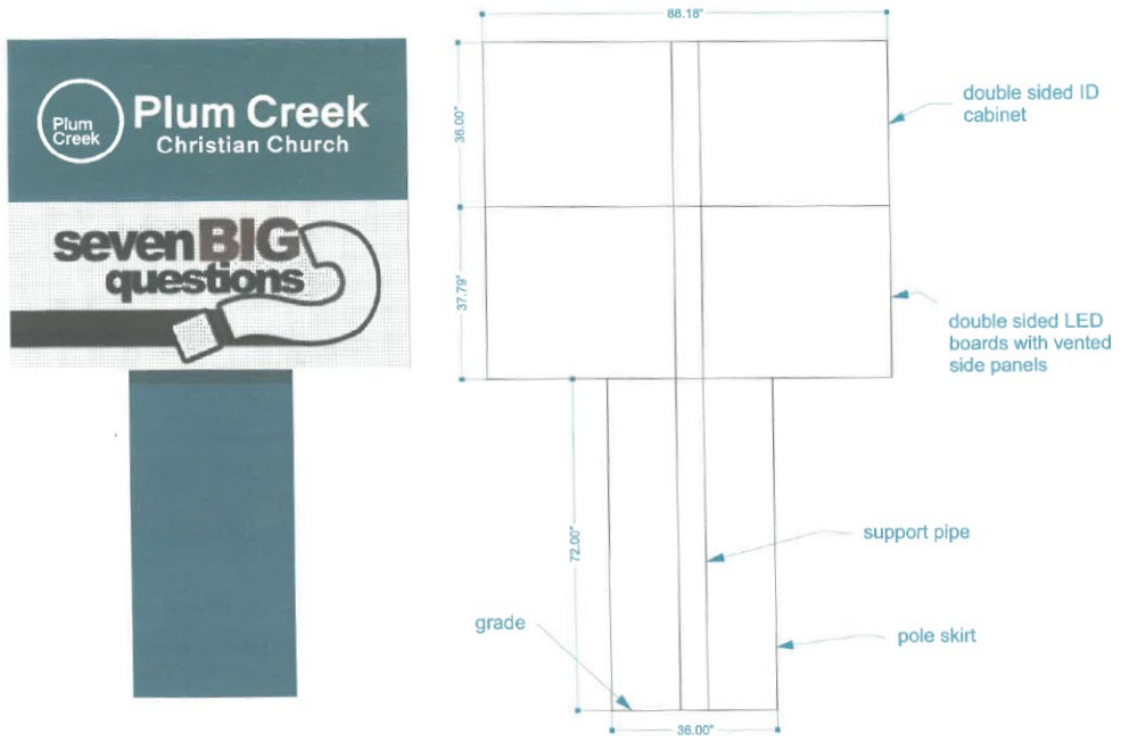 Plum
Creek
Plum Creek
Christian Church
seven BIG
questions
88.18"
36.00"
37.79"
72.00"
36.00"
double sided ID
cabinet
double sided LED
boards with vented
side panels
support pipe
grade
pole skirt